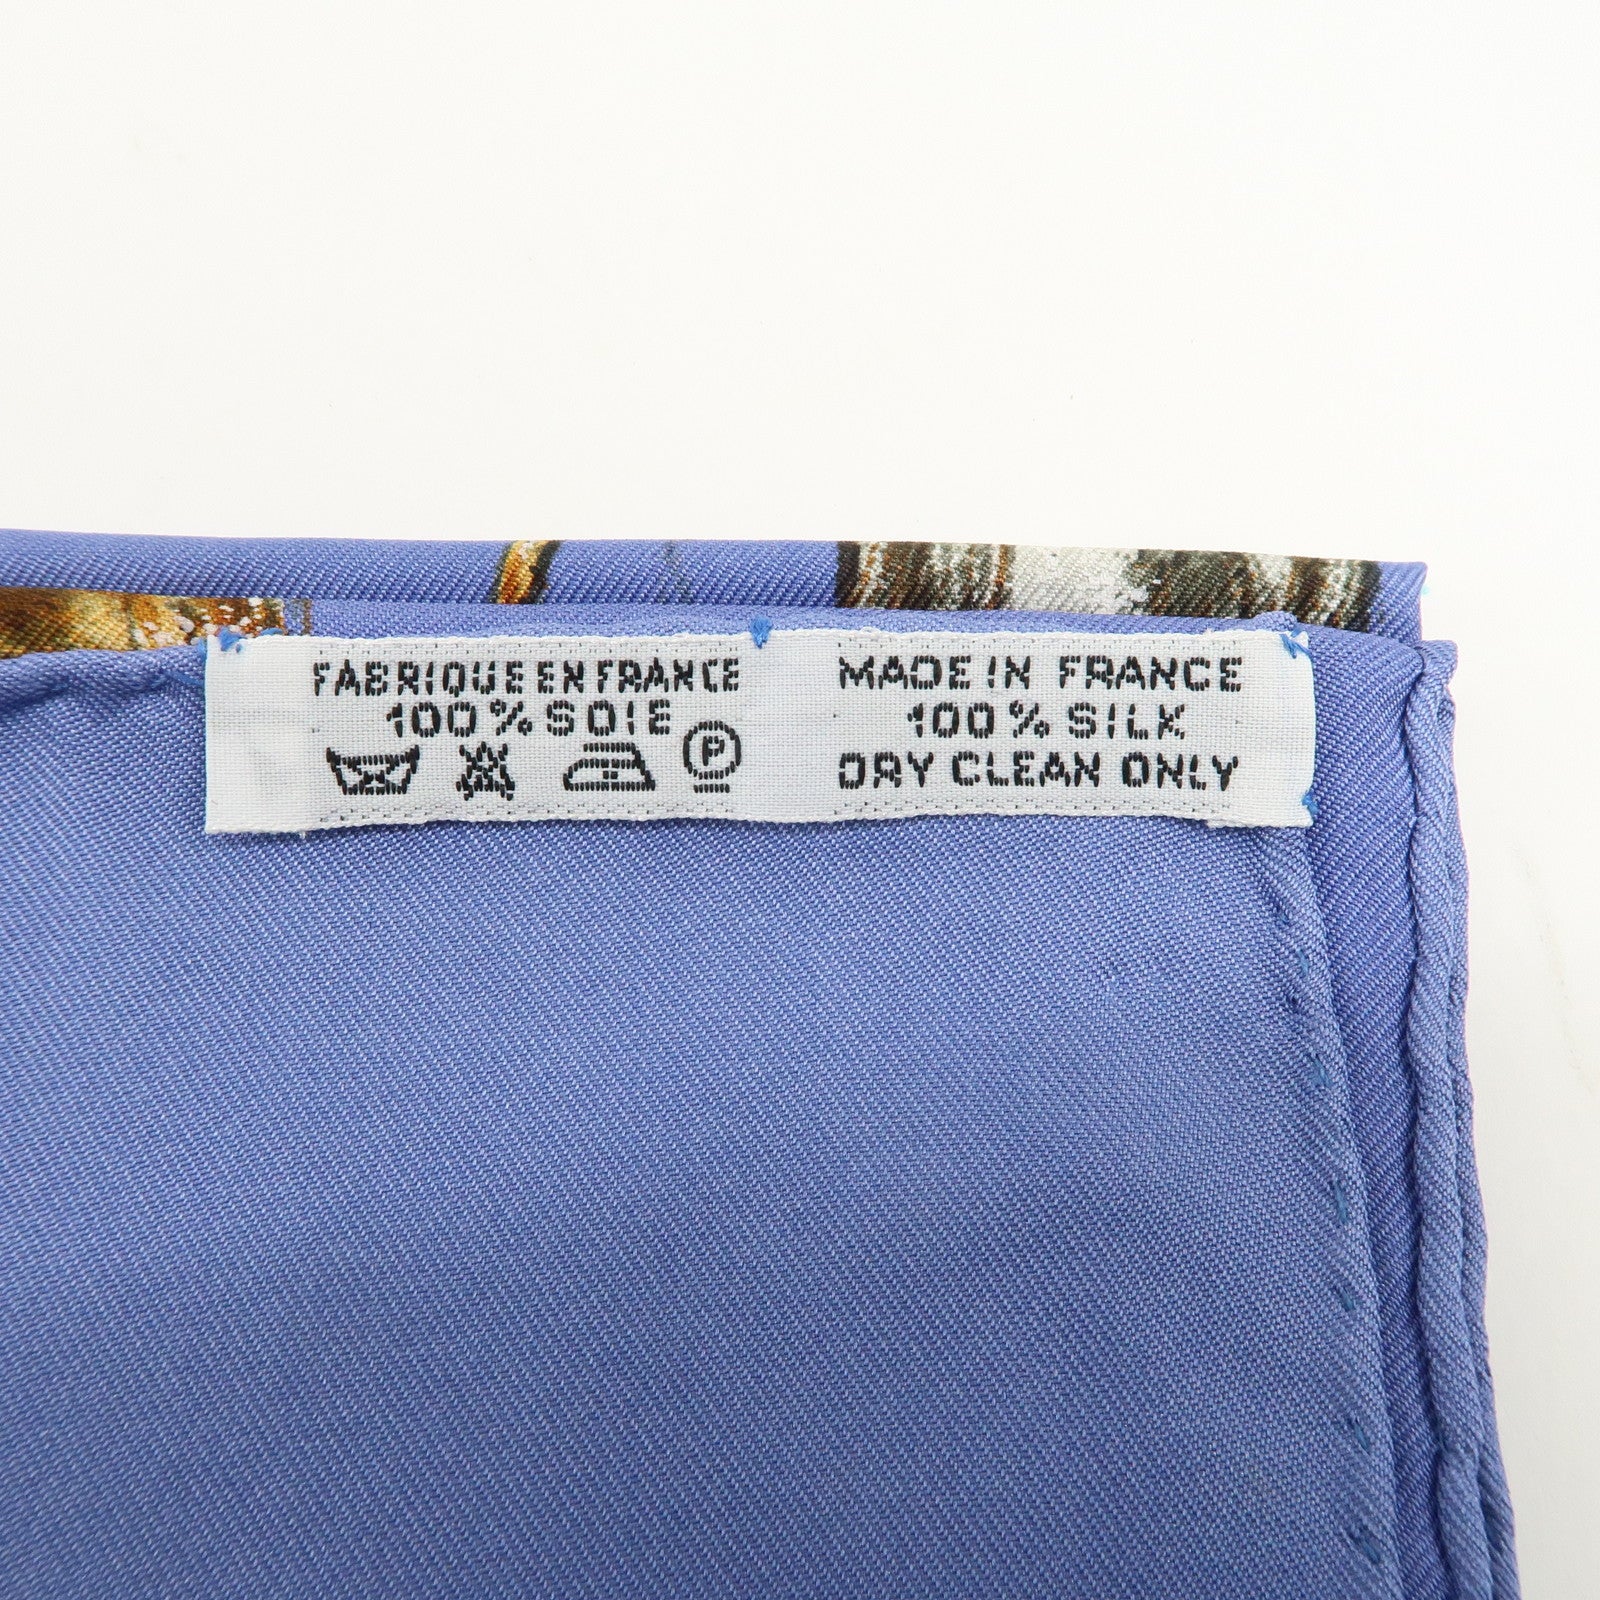 FABRIQUE EN FRANCE
100% SOIE
P
MADE IN FRANCE
100% SILK
DRY CLEAN ONLY